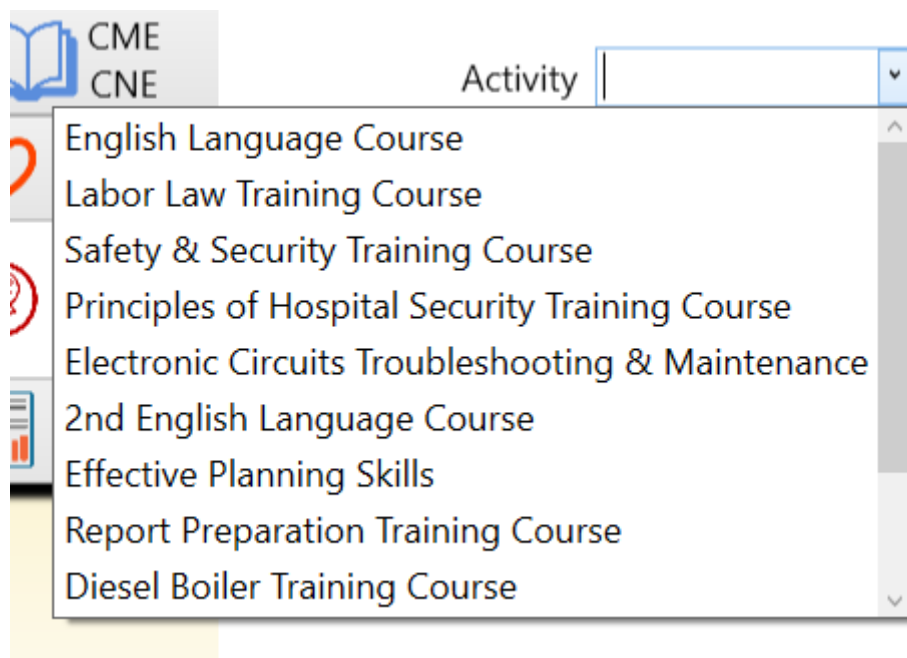 CME
CNE
Activity
English Language Course
Labor Law Training Course
Safety & Security Training Course
Principles of Hospital Security Training Course
Electronic Circuits Troubleshooting & Maintenance
2nd English Language Course
Effective Planning Skills
Report Preparation Training Course
Diesel Boiler Training Course